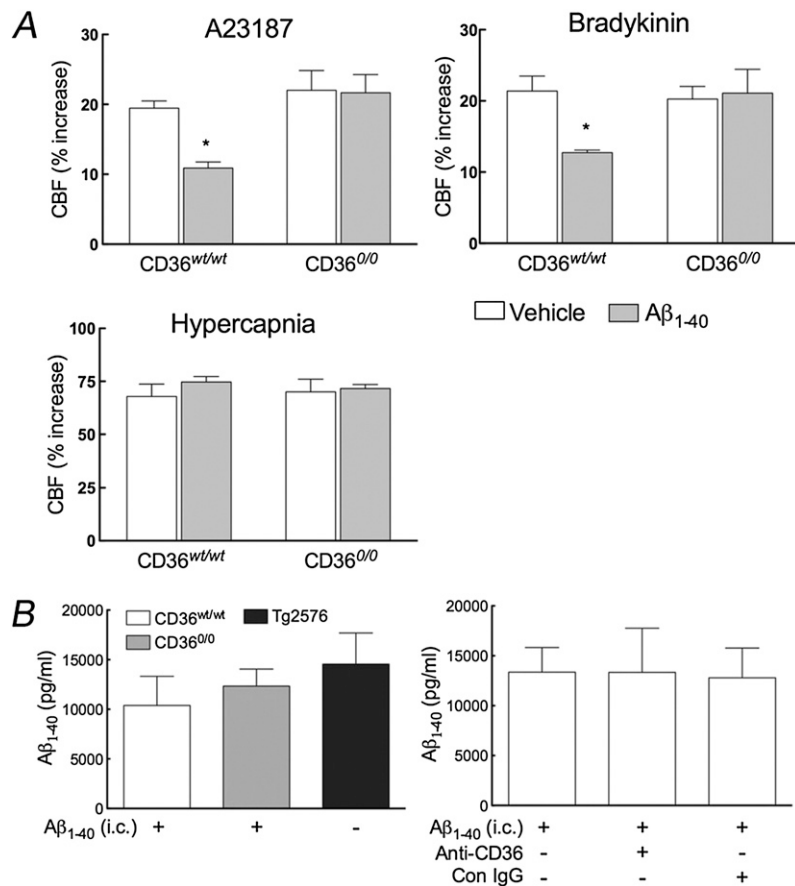 A
A23187
CBF (% increase)
30
20
10
0
*
CD36wt/wt
CD360/0
Bradykinin
CBF (% increase)
30
20
10
0
*
CD36wt/wt
CD360/0
Vehicle
Aβ1-40
Hypercapnia
CBF (% increase)
100
75
50
25
0
CD36wt/wt
CD360/0
B
Aβ1-40 (pg/ml)
20000
15000
10000
5000
0
CD36wt/wt
Tg2576
CD360/0
Aβ1-40 (i.c.) + + -
Aβ1-40 (pg/ml)
20000
15000
10000
5000
0
Aβ1-40 (i.c.) + + +
Anti-CD36 - + -
Con IgG - - +